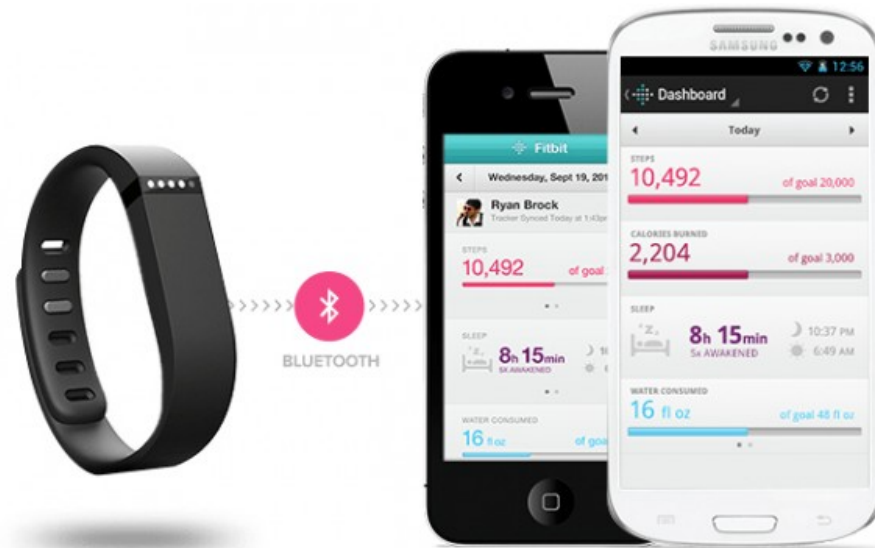 BLUETOOTH
Fitbit
Wednesday, Sept 19, 201
Ryan Brock
Tracker Synced Today at 1:43p
STEPS
10,492 of goal
SLEEP
8h 15min
5x AWAKENED
WATER CONSUMED
16 fl oz of goa
SAMSUNG
12:56
Dashboard
Today
STEPS
10,492 of goal 20,000
CALORIES BURNED
2,204 of goal 3,000
SLEEP
8h 15min 10:37 PM
5x AWAKENED 6:49 AM
WATER CONSUMED
16 fl oz of goal 48 fl oz